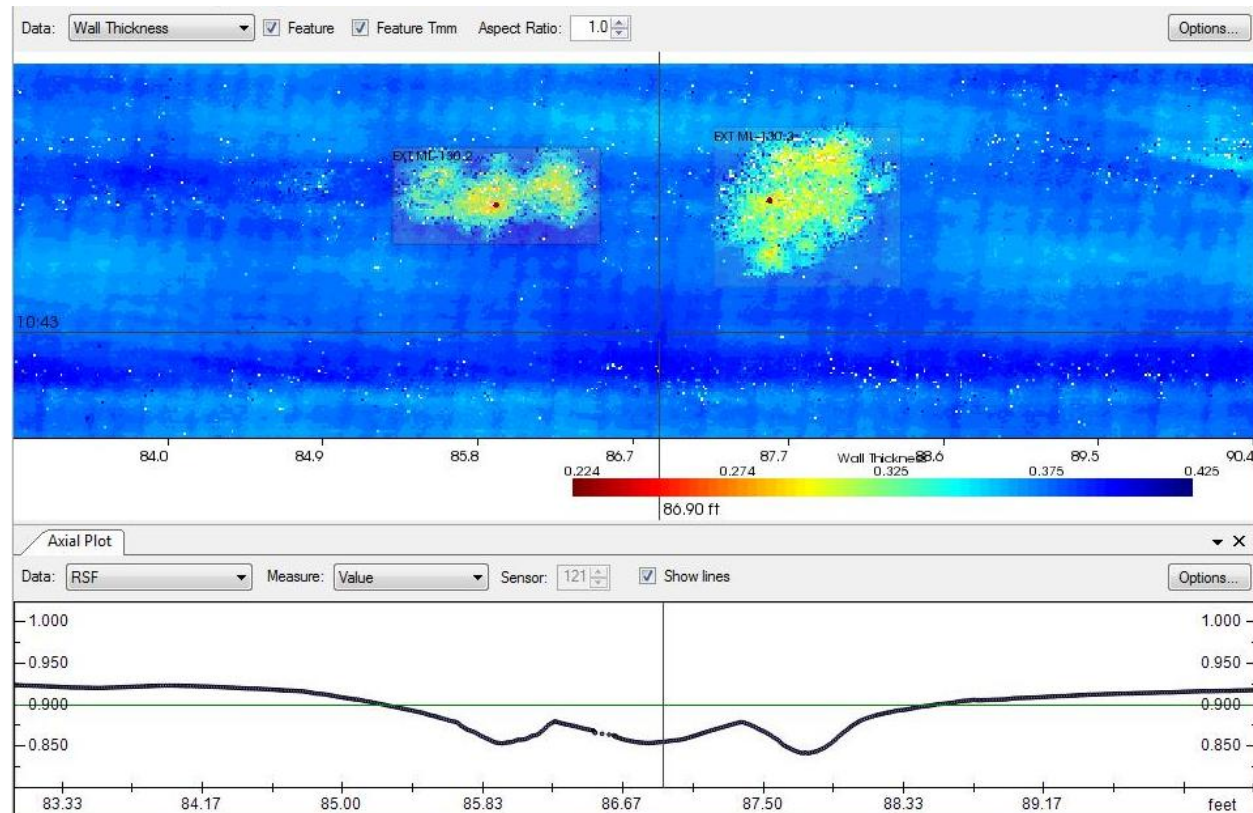 Data: Wall Thickness Feature Feature Tmm Aspect Ratio: 1.0 Options...
EXT ML-130-2
EXT ML-130-3
10:43
84.0 84.9 85.8 86.7 87.7 88.6 89.5 90.4
Wall Thickness
0.224 0.274 0.325 0.375 0.425
86.90 ft
Axial Plot
Data: RSF Measure: Value Sensor: 121 Show lines Options...
1.000 1.000
0.950 0.950
0.900 0.900
0.850 0.850
83.33 84.17 85.00 85.83 86.67 87.50 88.33 89.17 feet